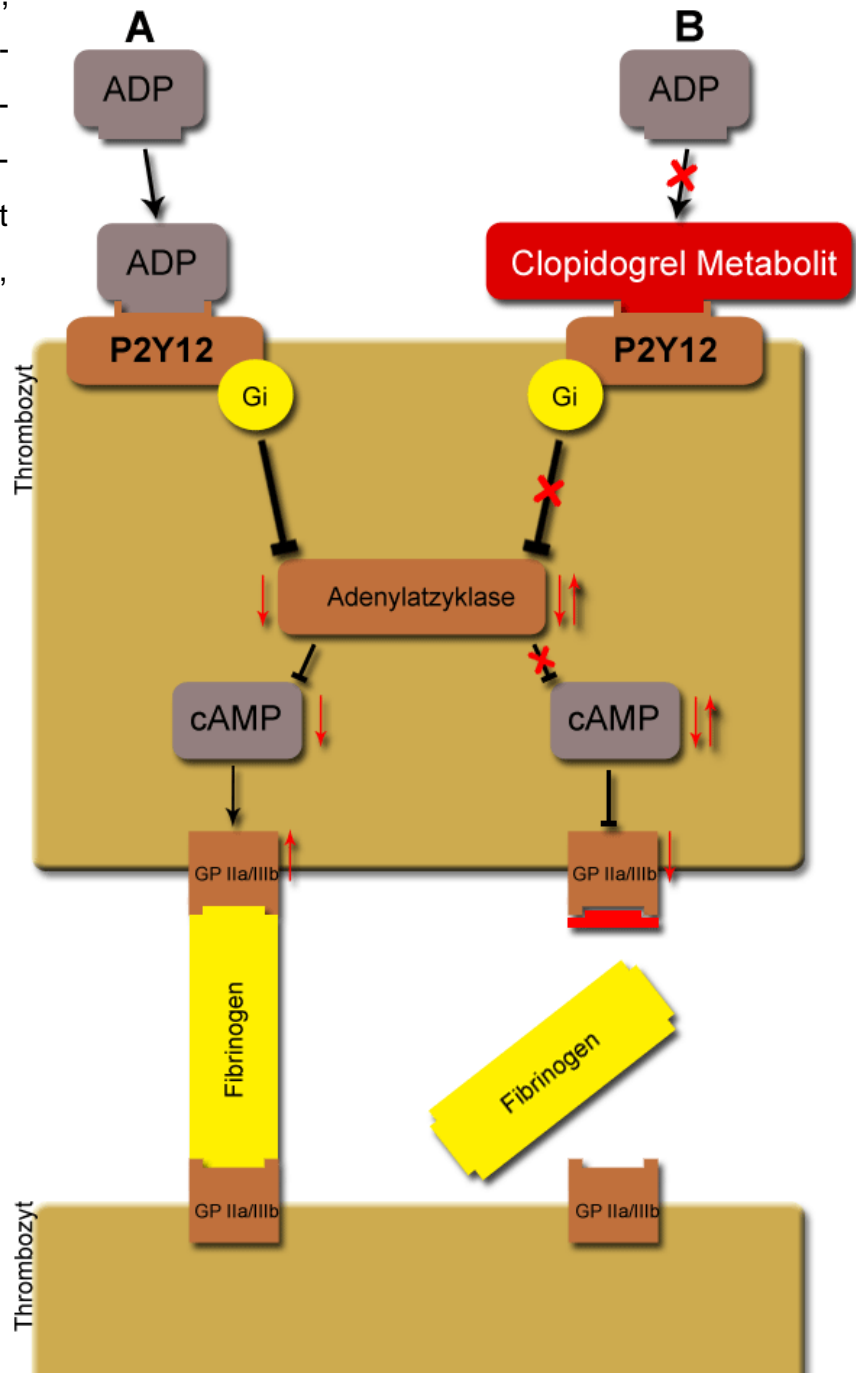 ,
-
-
-
t
,
A
B
ADP
ADP
ADP
Clopidogrel Metabolit
P2Y12
P2Y12
Thrombozyt
Gi
Gi
Adenylatzyklase
cAMP
cAMP
GP IIa/IIIb
GP IIa/IIIb
Fibrinogen
Fibrinogen
GP IIa/IIIb
GP IIa/IIIb
Thrombozyt